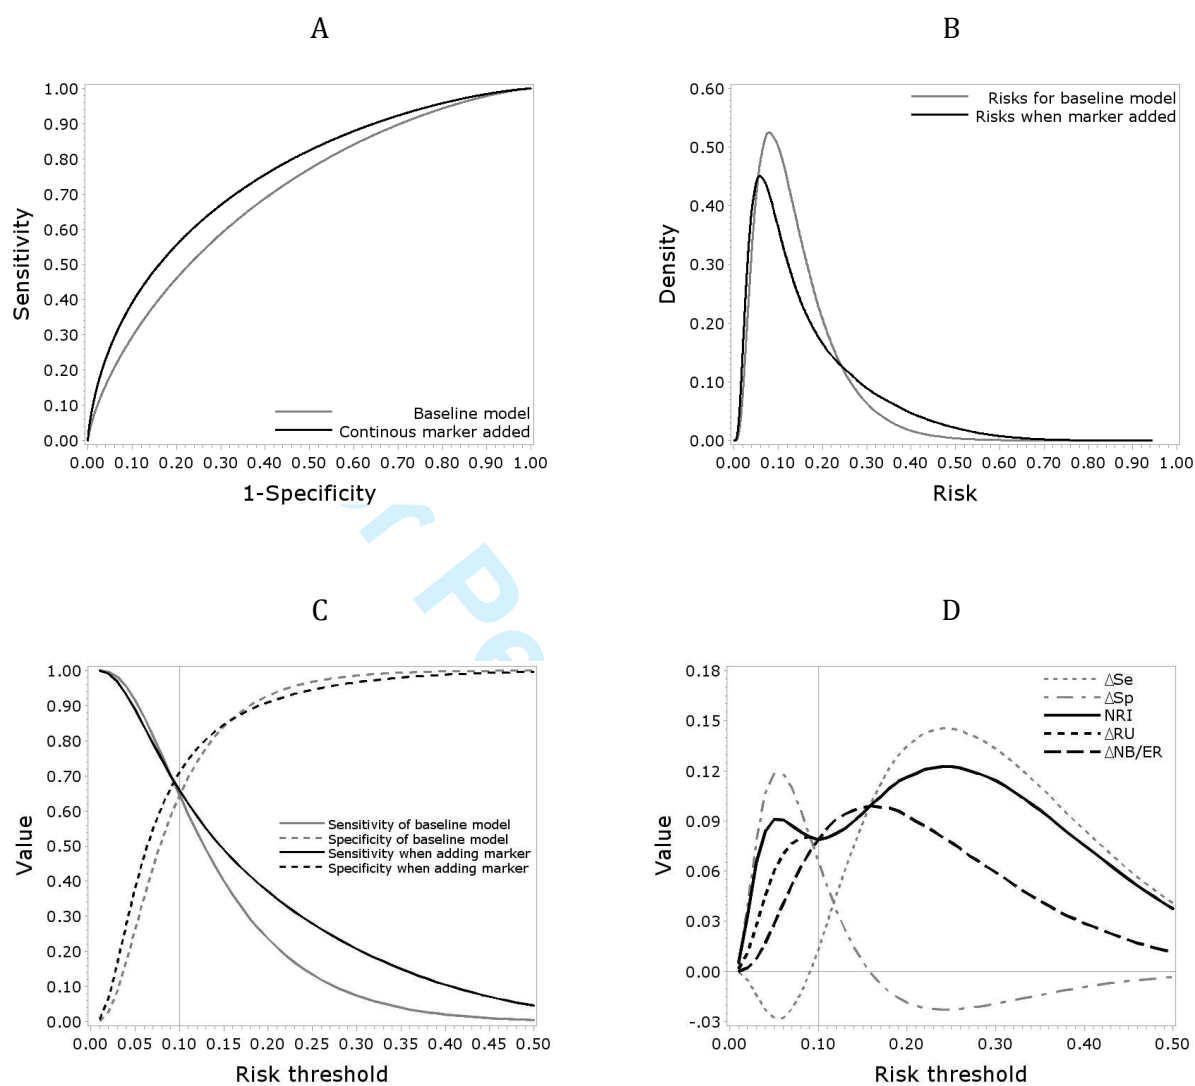 A
B
1.00
0.90
0.80
0.70
0.60
0.50
0.40
0.30
0.20
0.10
0.00
Sensitivity
Baseline model
Continous marker added
0.00 0.10 0.20 0.30 0.40 0.50 0.60 0.70 0.80 0.90 1.00
1-Specificity
0.60
0.50
0.40
0.30
0.20
0.10
0.00
Density
Risks for baseline model
Risks when marker added
0.00 0.10 0.20 0.30 0.40 0.50 0.60 0.70 0.80 0.90 1.00
Risk
r Pe
C
D
1.00
0.90
0.80
0.70
0.60
0.50
0.40
0.30
0.20
0.10
0.00
Value
Sensitivity of baseline model
Specificity of baseline model
Sensitivity when adding marker
Specificity when adding marker
0.00 0.05 0.10 0.15 0.20 0.25 0.30 0.35 0.40 0.45 0.50
Risk threshold
0.18
0.15
0.12
0.09
0.06
0.03
0.00
-.03
Value
ΔSe
ΔSp
NRI
ΔRU
ΔNB/ER
0.00 0.10 0.20 0.30 0.40 0.50
Risk threshold